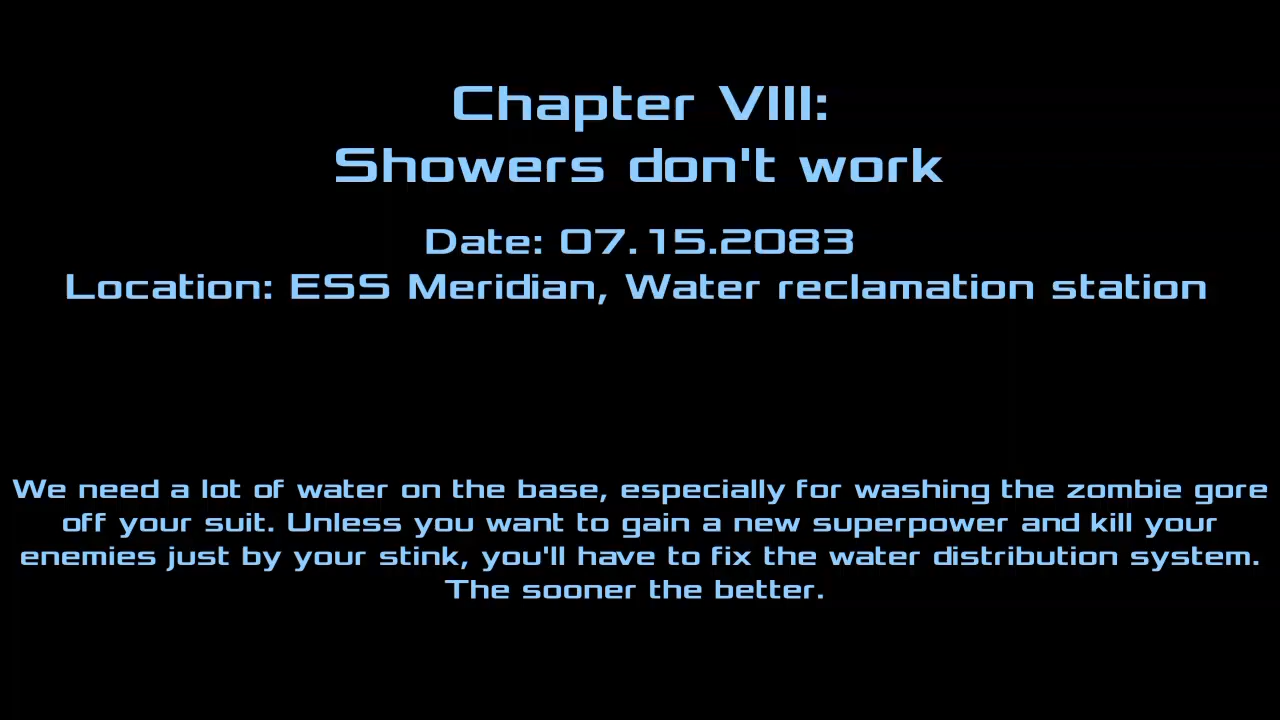 Chapter VIII:
Showers don't work
Date: 07.15.2083
Location: ESS Meridian, Water reclamation station
We need a lot of water on the base, especially for washing the zombie gore
off your suit. Unless you want to gain a new superpower and kill your
enemies just by your stink, you'll have to fix the water distribution system.
The sooner the better.